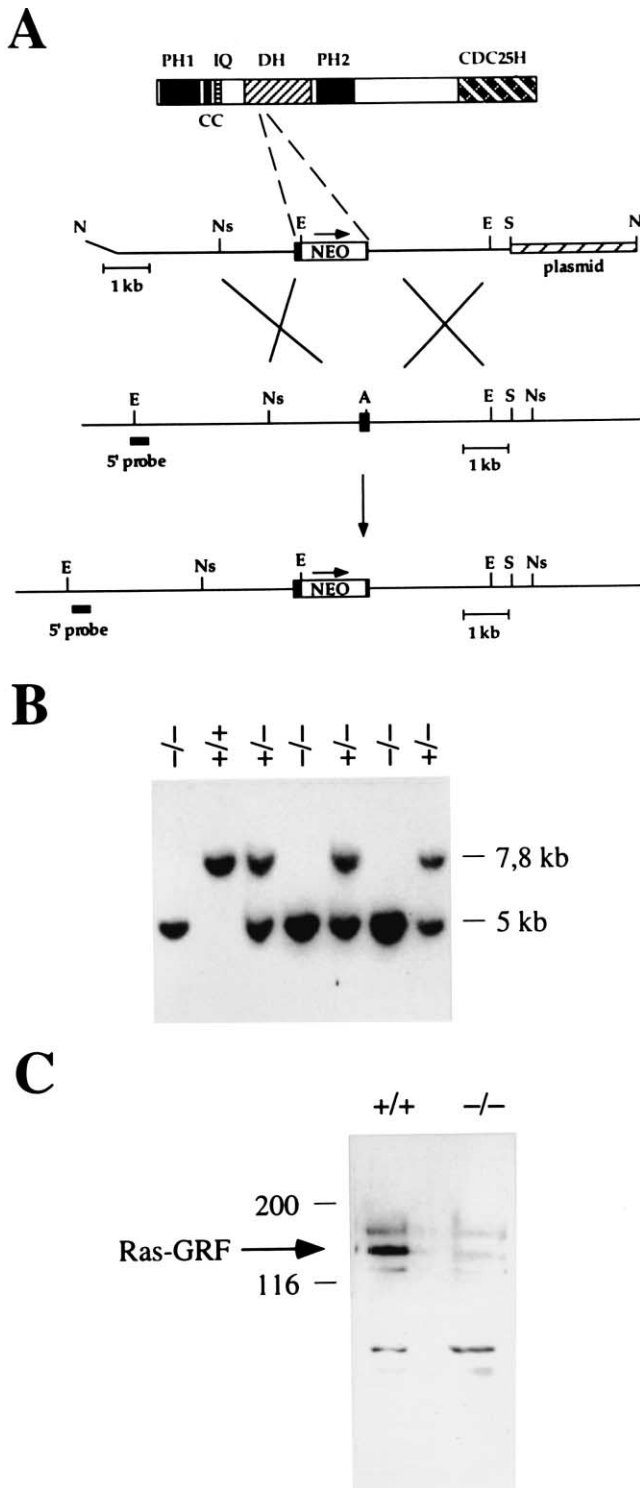 A
PH1 IQ DH PH2 CDC25H
CC
N Ns E E S N
NEO
1 kb plasmid
E Ns A E S Ns
5' probe 1 kb
E Ns E E S Ns
NEO
5' probe 1 kb
B
-/- +/+ +/- -/- +/- -/- +/-
7,8 kb
5 kb
C
+/+ -/-
200
Ras-GRF
116